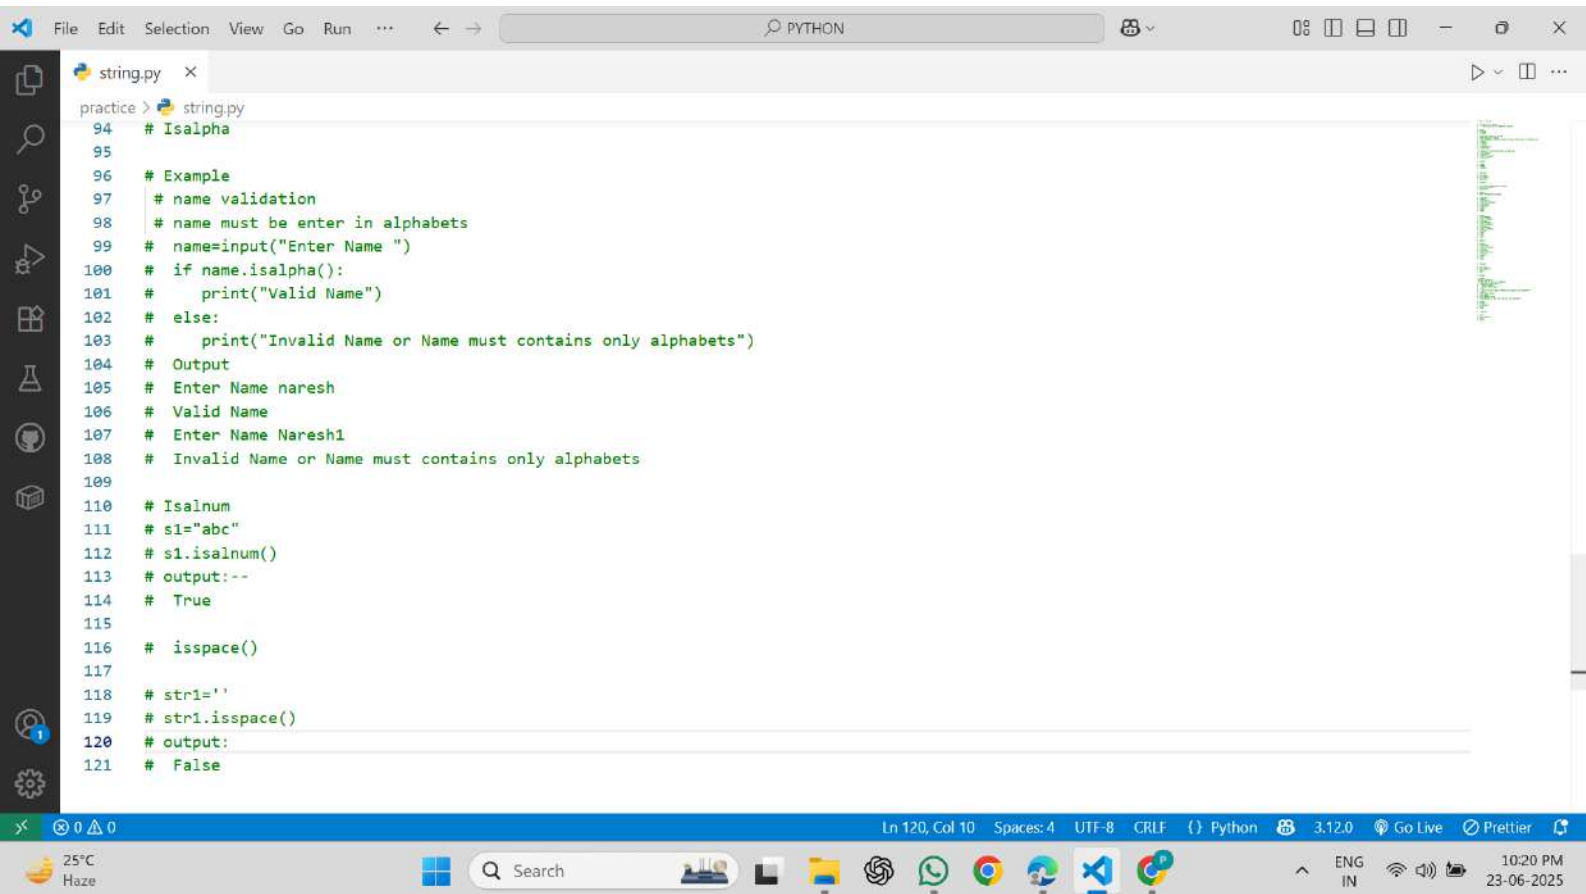 File Edit Selection View Go Run ··· PYTHON
string.py
practice > string.py
94 # Isalpha
95
96 # Example
97 # name validation
98 # name must be enter in alphabets
99 # name=input("Enter Name ")
100 # if name.isalpha():
101 # print("Valid Name")
102 # else:
103 # print("Invalid Name or Name must contains only alphabets")
104 # Output
105 # Enter Name naresh
106 # Valid Name
107 # Enter Name Naresh1
108 # Invalid Name or Name must contains only alphabets
109
110 # Isalnum
111 # s1="abc"
112 # s1.isalnum()
113 # output:--
114 # True
115
116 # isspace()
117
118 # str1=''
119 # str1.isspace()
120 # output:
121 # False
1
0 0 Ln 120, Col 10 Spaces: 4 UTF-8 CRLF {} Python 3.12.0 Go Live Prettier
25°C Search ENG 10:20 PM
Haze IN 23-06-2025